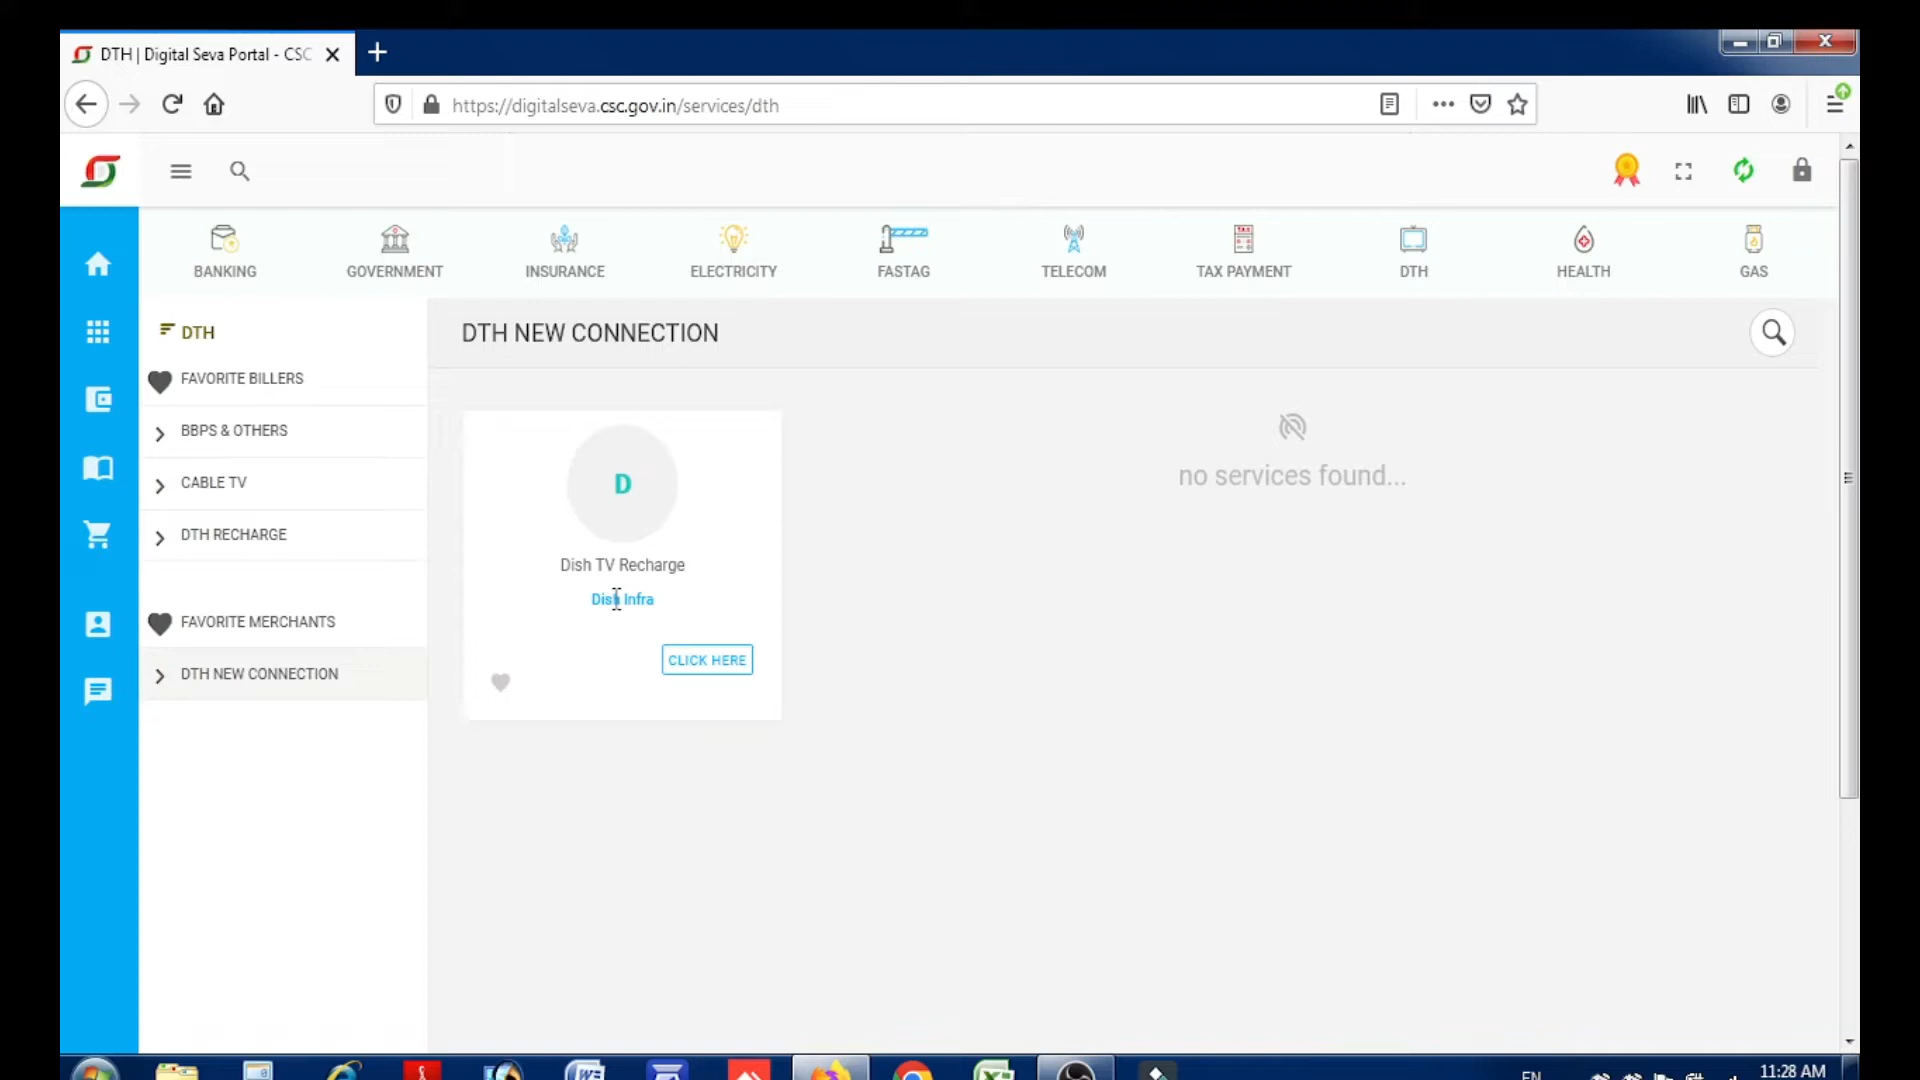 DTH | Digital Seva Portal - CSC
https://digitalseva.csc.gov.in/services/dth
BANKING
GOVERNMENT
INSURANCE
ELECTRICITY
FASTAG
TELECOM
TAX PAYMENT
TAX
DTH
HEALTH
GAS
DTH
FAVORITE BILLERS
BBPS & OTHERS
CABLE TV
DTH RECHARGE
FAVORITE MERCHANTS
DTH NEW CONNECTION
DTH NEW CONNECTION
D
Dish TV Recharge
Dish Infra
CLICK HERE
no services found...
EN
11:28 AM